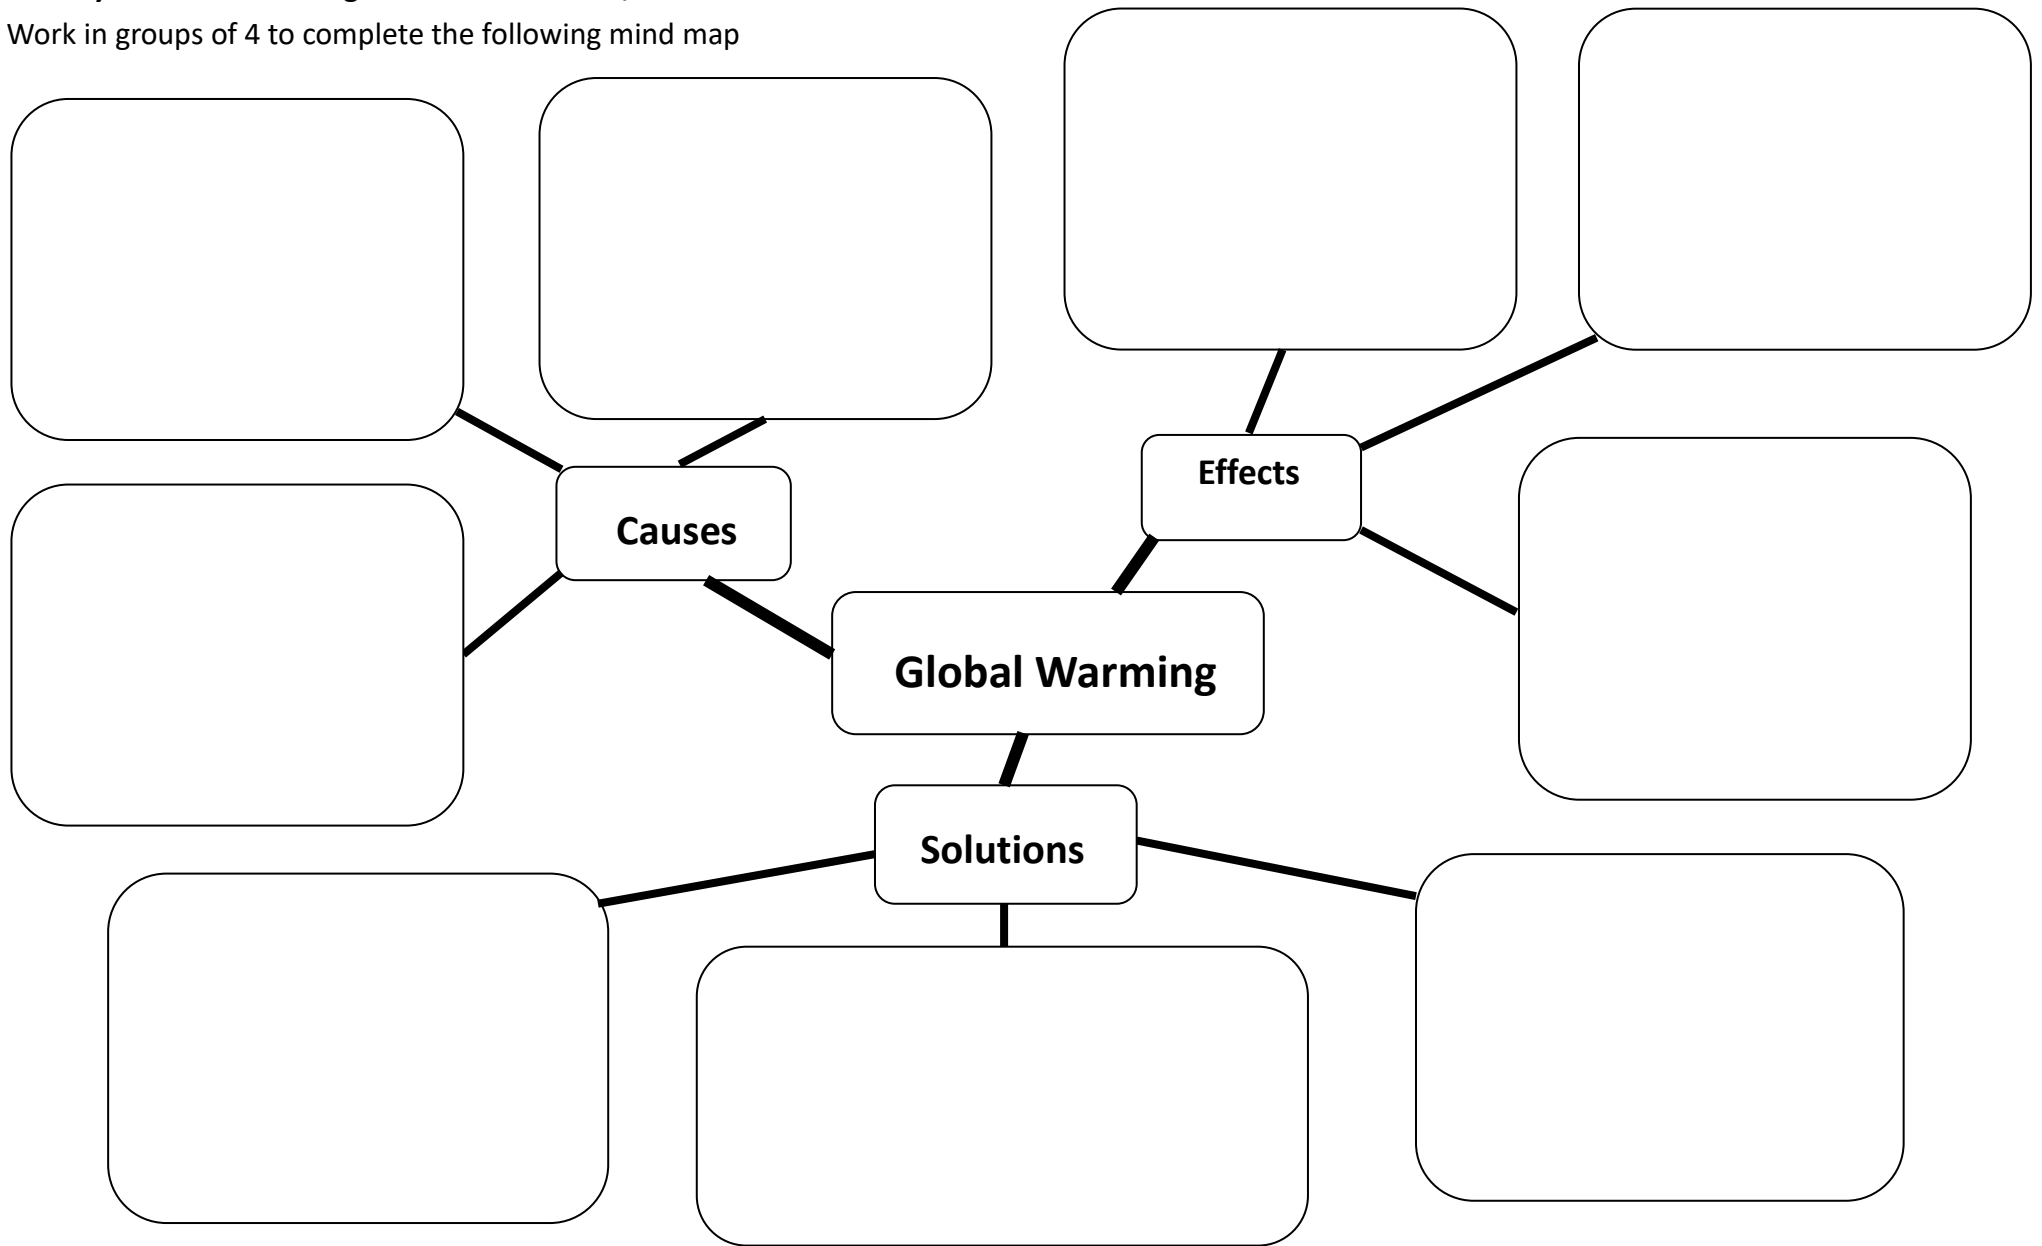 Work in groups of 4 to complete the following mind map
Effects
Causes
Global Warming
Solutions